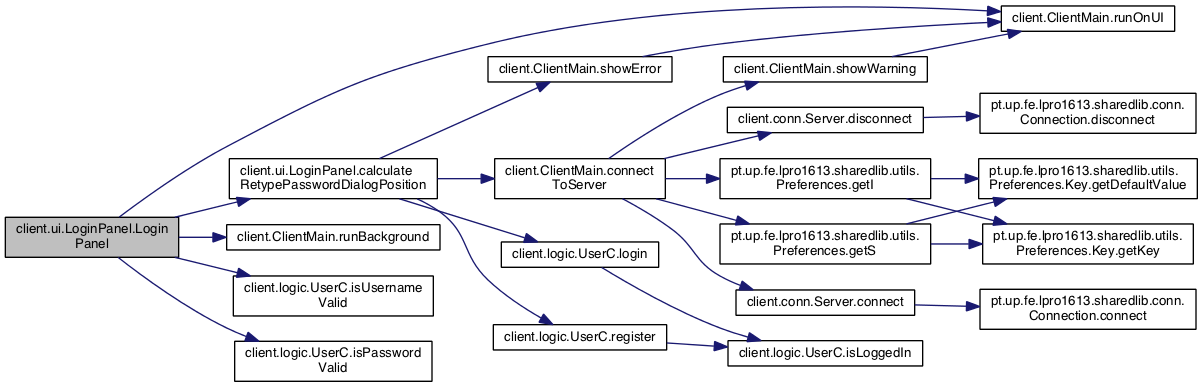 client.ClientMain.runOnUI
client.ClientMain.showError
client.ClientMain.showWarning
client.conn.Server.disconnect
pt.up.fe.lpro1613.sharedlib.conn.
Connection.disconnect
client.ui.LoginPanel.calculate
RetypePasswordDialogPosition
client.ClientMain.connect
ToServer
pt.up.fe.lpro1613.sharedlib.utils.
Preferences.getI
pt.up.fe.lpro1613.sharedlib.utils.
Preferences.Key.getDefaultValue
client.ui.LoginPanel.Login
Panel
client.ClientMain.runBackground
client.logic.UserC.login
pt.up.fe.lpro1613.sharedlib.utils.
Preferences.getS
pt.up.fe.lpro1613.sharedlib.utils.
Preferences.Key.getKey
client.logic.UserC.isUsername
Valid
client.conn.Server.connect
pt.up.fe.lpro1613.sharedlib.conn.
Connection.connect
client.logic.UserC.register
client.logic.UserC.isLoggedIn
client.logic.UserC.isPassword
Valid